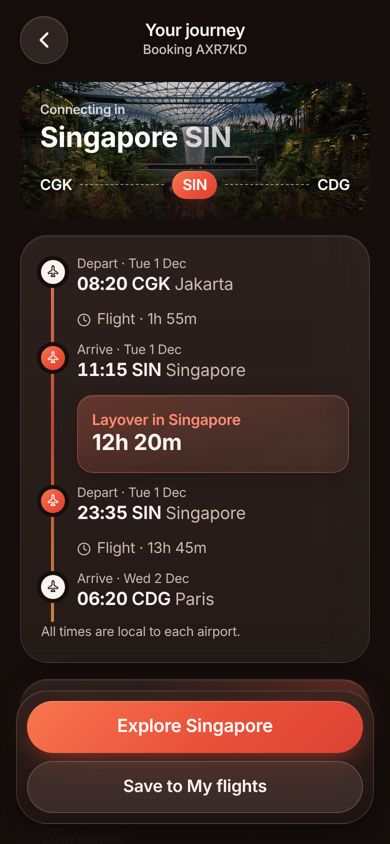 Your journey
Booking AXR7KD
Connecting in
Singapore SIN
CGK SIN CDG
Depart · Tue 1 Dec
08:20 CGK Jakarta
Flight · 1h 55m
Arrive · Tue 1 Dec
11:15 SIN Singapore
Layover in Singapore
12h 20m
Depart · Tue 1 Dec
23:35 SIN Singapore
Flight · 13h 45m
Arrive · Wed 2 Dec
06:20 CDG Paris
All times are local to each airport.
Explore Singapore
Save to My flights